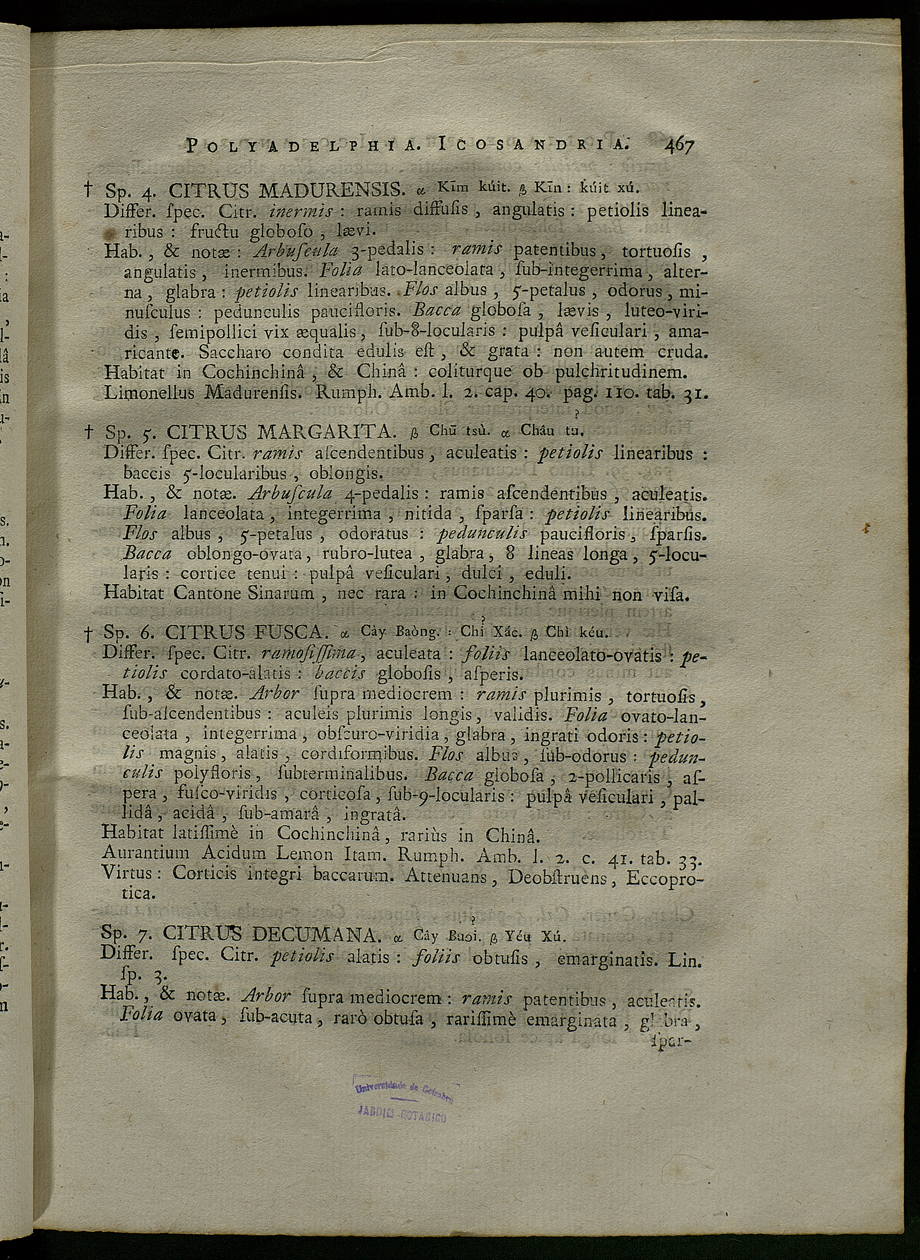 POLYADELPHIA. ICOSANDRIA. 467
† Sp. 4. CITRUS MADURENSIS. α Kīm kúit. β Kīn : kúit xú.
Differ. ſpec. Citr. inermis : ramis diffuſis , angulatis : petiolis linea-
ribus : fructu globoſo , lævi.
Hab. , & notæ : Arbuſcula 3-pedalis : ramis patentibus , tortuoſis ,
angulatis , inermibus. Folia lato-lanceolata , ſub-integerrima , alter-
na , glabra : petiolis linearibus. Flos albus , 5-petalus , odorus , mi-
nuſculus : pedunculis paucifloris. Bacca globoſa , lævis , luteo-viri-
dis , ſemipollici vix æqualis , ſub-8-locularis : pulpâ veſiculari , ama-
ricante. Saccharo condita edulis eſt , & grata : non autem cruda.
Habitat in Cochinchinâ , & Chinâ : coliturque ob pulchritudinem.
Limonellus Madurenſis. Rumph. Amb. l. 2. cap. 40. pag. 110. tab. 31.
† Sp. 5. CITRUS MARGARITA. β Chū tsù. α Châu tu̓.
Differ. ſpec. Citr. ramis aſcendentibus , aculeatis : petiolis linearibus :
baccis 5-locularibus , oblongis.
Hab. , & notæ. Arbuſcula 4-pedalis : ramis aſcendentibus , aculeatis.
Folia lanceolata , integerrima , nitida , ſparſa : petiolis linearibus.
Flos albus , 5-petalus , odoratus : pedunculis paucifloris , ſparſis.
Bacca oblongo-ovata , rubro-lutea , glabra , 8 lineas longa , 5-locu-
laris : cortice tenui : pulpâ veſiculari , dulci , eduli.
Habitat Cantone Sinarum , nec rara : in Cochinchinâ mihi non viſa.
† Sp. 6. CITRUS FUSCA. α Cây Baòng. : Chỉ Xác. β Chì kéu.
Differ. ſpec. Citr. ramoſiſſima , aculeata : foliis lanceolato-ovatis : pe-
tiolis cordato-alatis : baccis globoſis , aſperis.
Hab. , & notæ. Arbor ſupra mediocrem : ramis plurimis , tortuoſis ,
ſub-aſcendentibus : aculeis plurimis longis , validis. Folia ovato-lan-
ceolata , integerrima , obſcuro-viridia , glabra , ingrati odoris : petio-
lis magnis , alatis , cordiformibus. Flos albus , ſub-odorus : pedun-
culis polyfloris , ſubterminalibus. Bacca globoſa , 2-pollicaris , aſ-
pera , fuſco-viridis , corticoſa , ſub-9-locularis : pulpâ veſiculari , pal-
lidâ , acidâ , ſub-amarâ , ingratâ.
Habitat latiſſimè in Cochinchinâ , rariùs in Chinâ.
Aurantium Acidum Lemon Itam. Rumph. Amb. l. 2. c. 41. tab. 33.
Virtus : Corticis integri baccarum. Attenuans , Deobſtruens , Eccopro-
tica.
Sp. 7. CITRUS DECUMANA. α Cây Bưởi. β Yéu Xú.
Differ. ſpec. Citr. petiolis alatis : foliis obtuſis , emarginatis. Lin.
ſp. 3.
Hab. , & notæ. Arbor ſupra mediocrem : ramis patentibus , aculeatis.
Folia ovata , ſub-acuta , rarò obtuſa , rariſſimè emarginata , glabra ,
ſpar-
Universidade de Coimbra
JARDIM BOTANICO